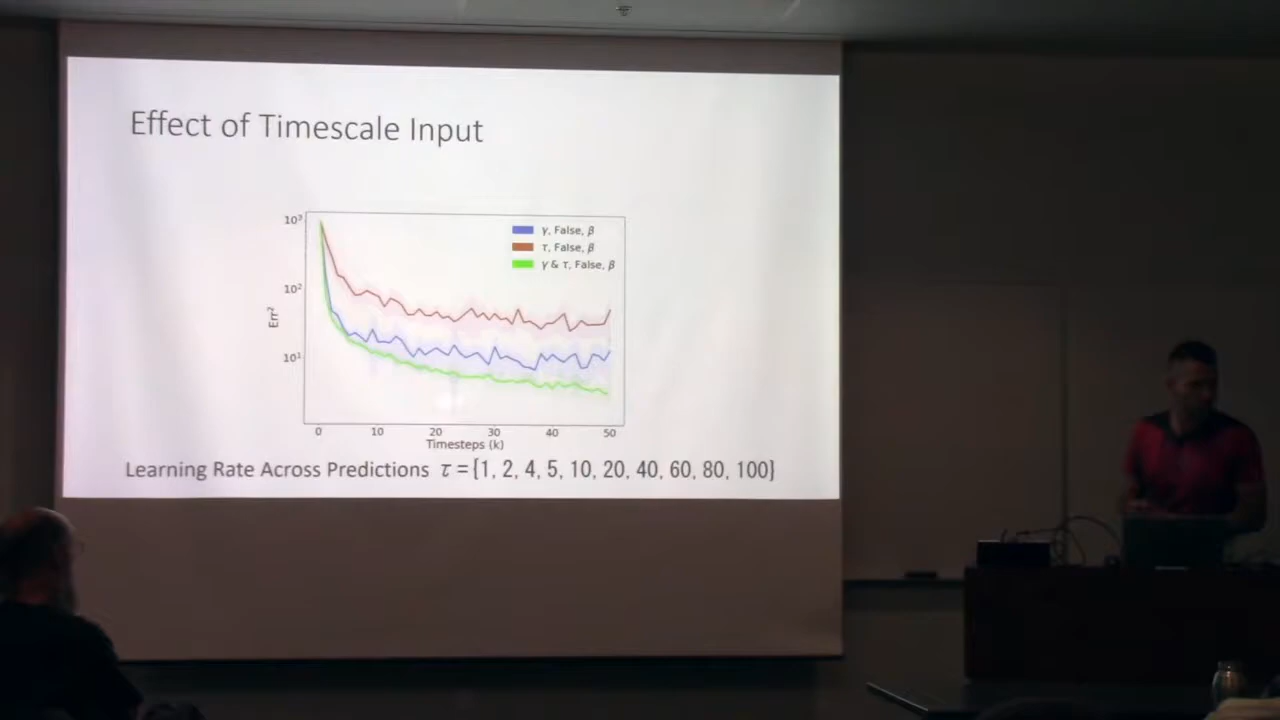 Effect of Timescale Input
10³
10²
10¹
Err²
γ, False, β
τ, False, β
γ & τ, False, β
0 10 20 30 40 50
Timesteps (k)
Learning Rate Across Predictions τ = {1, 2, 4, 5, 10, 20, 40, 60, 80, 100}